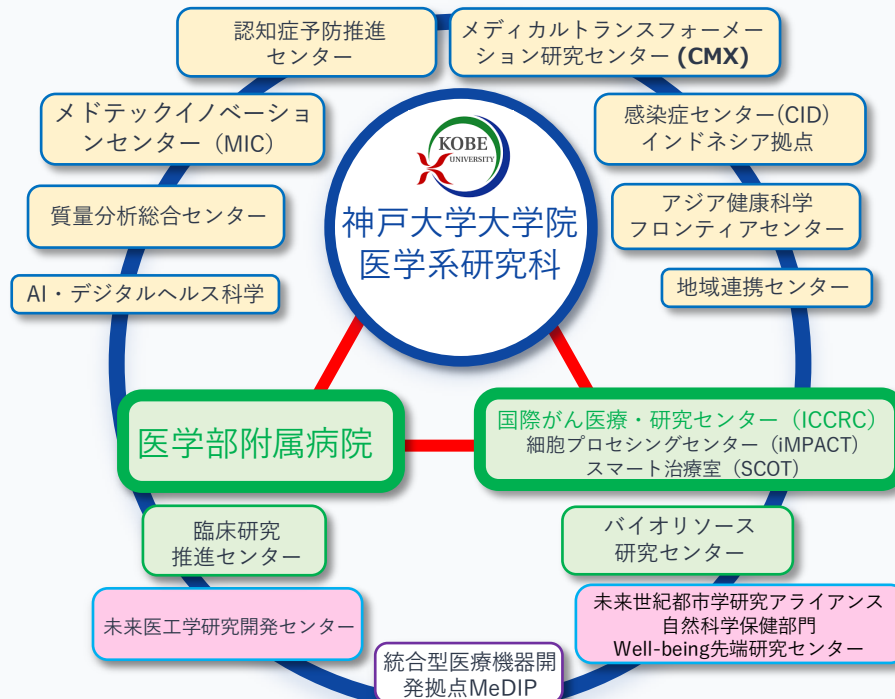 認知症予防推進
センター
メディカルトランスフォーメー
ション研究センター (CMX)
メドテックイノベーショ
ンセンター（MIC）
感染症センター(CID)
インドネシア拠点
KOBE
UNIVERSITY
神戸大学大学院
医学系研究科
質量分析総合センター
アジア健康科学
フロンティアセンター
AI・デジタルヘルス科学
地域連携センター
医学部附属病院
国際がん医療・研究センター（ICCRC）
細胞プロセシングセンター（iMPACT）
スマート治療室（SCOT）
臨床研究
推進センター
バイオリソース
研究センター
未来医工学研究開発センター
未来世紀都市学研究アライアンス
自然科学保健部門
Well-being先端研究センター
統合型医療機器開
発拠点MeDIP